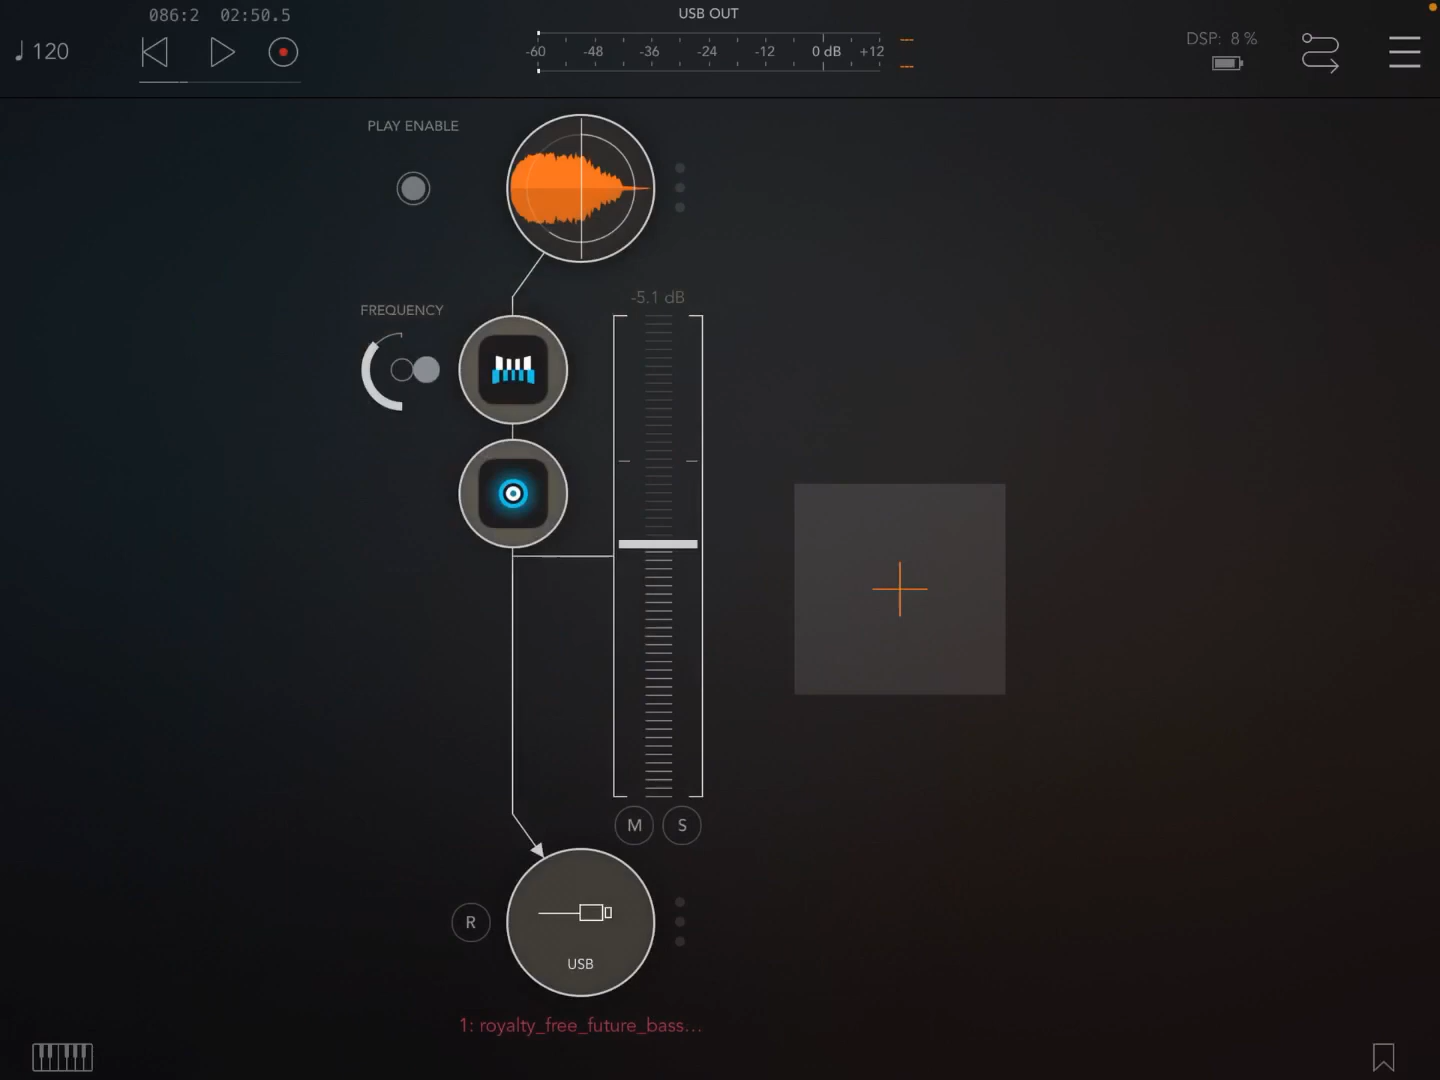 086:2 02:50.5
USB OUT
120
-60 -48 -36 -24 -12 0 dB +12
DSP: 8 %
PLAY ENABLE
FREQUENCY
-5.1 dB
M S
R
USB
1: royalty_free_future_bass...